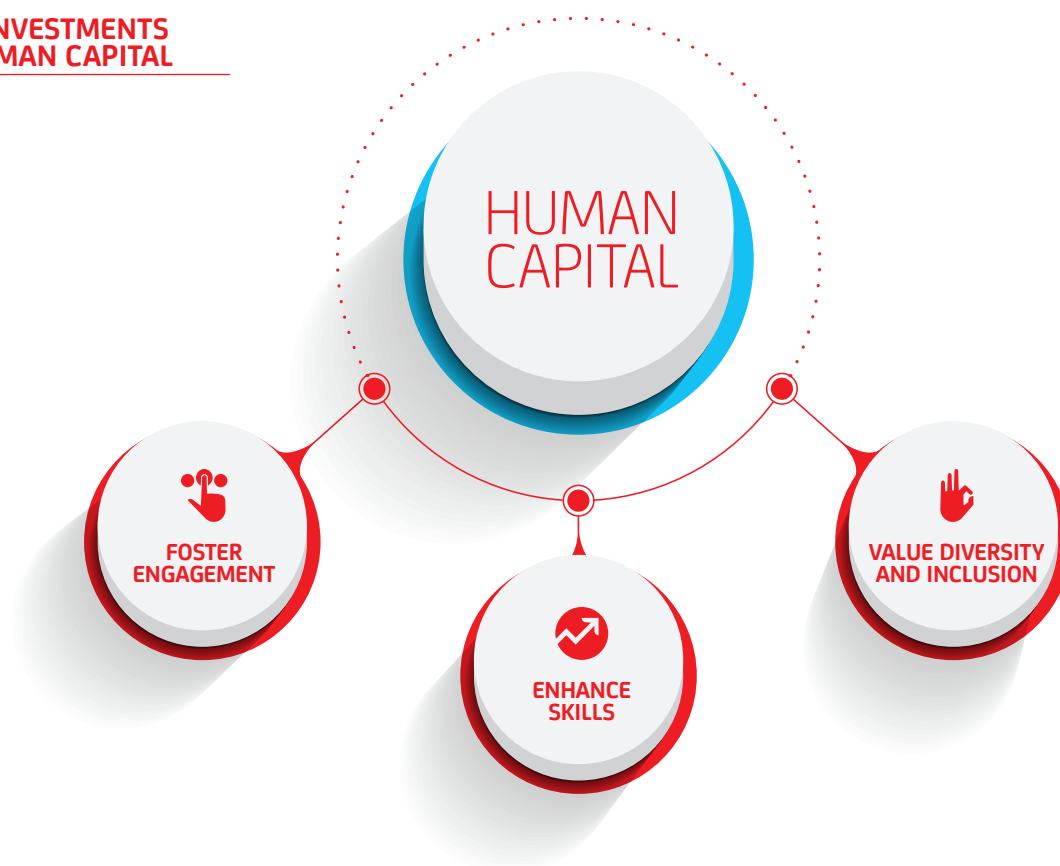 NVESTMENTS
MAN CAPITAL
HUMAN
CAPITAL
FOSTER
ENGAGEMENT
VALUE DIVERSITY
AND INCLUSION
ENHANCE
SKILLS